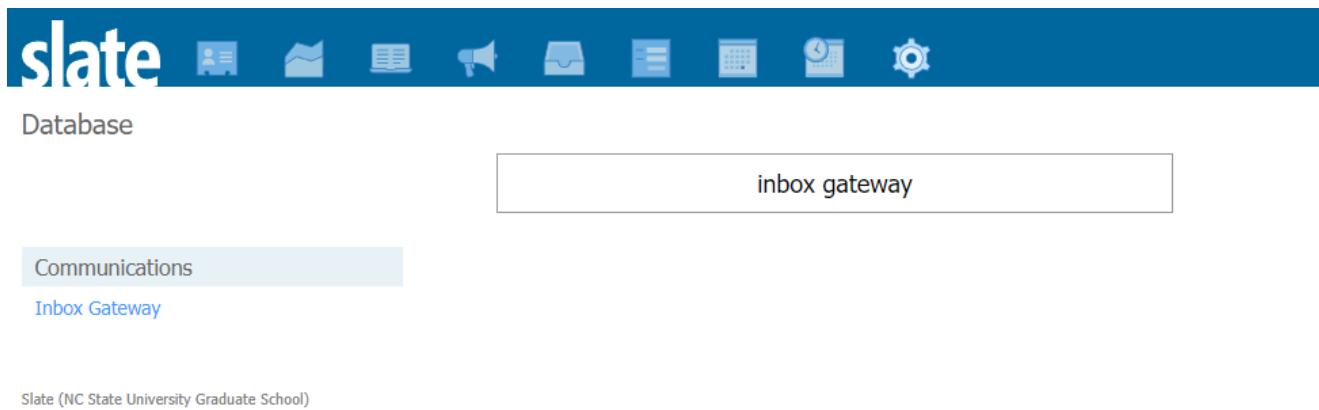 slate
Database
inbox gateway
Communications
Inbox Gateway
Slate (NC State University Graduate School)